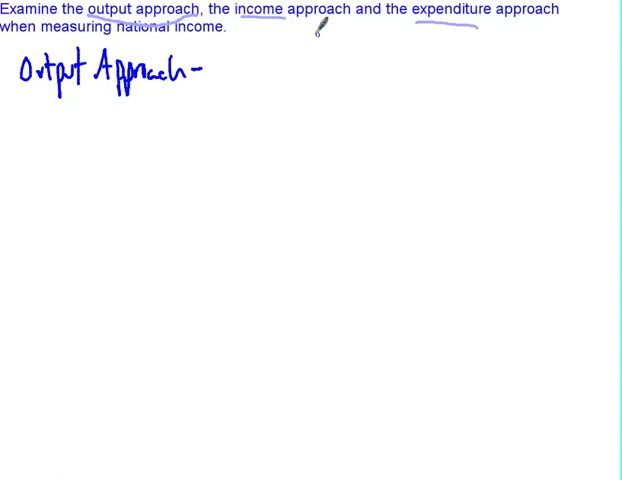 Examine the output approach, the income approach and the expenditure approach
when measuring national income.
Output Approach -